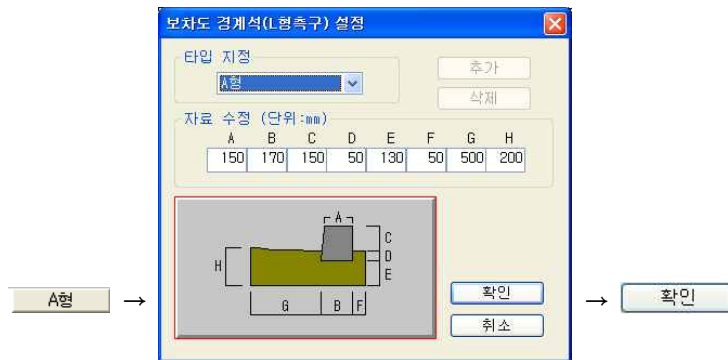 보차도 경계석(L형측구) 설정
타입 지정
A형
추가
삭제
자료 수정 (단위:mm)
A B C D E F G H
150 170 150 50 130 50 500 200
A
C
D
E
H
G B F
확인
취소
A형 →
→ 확인